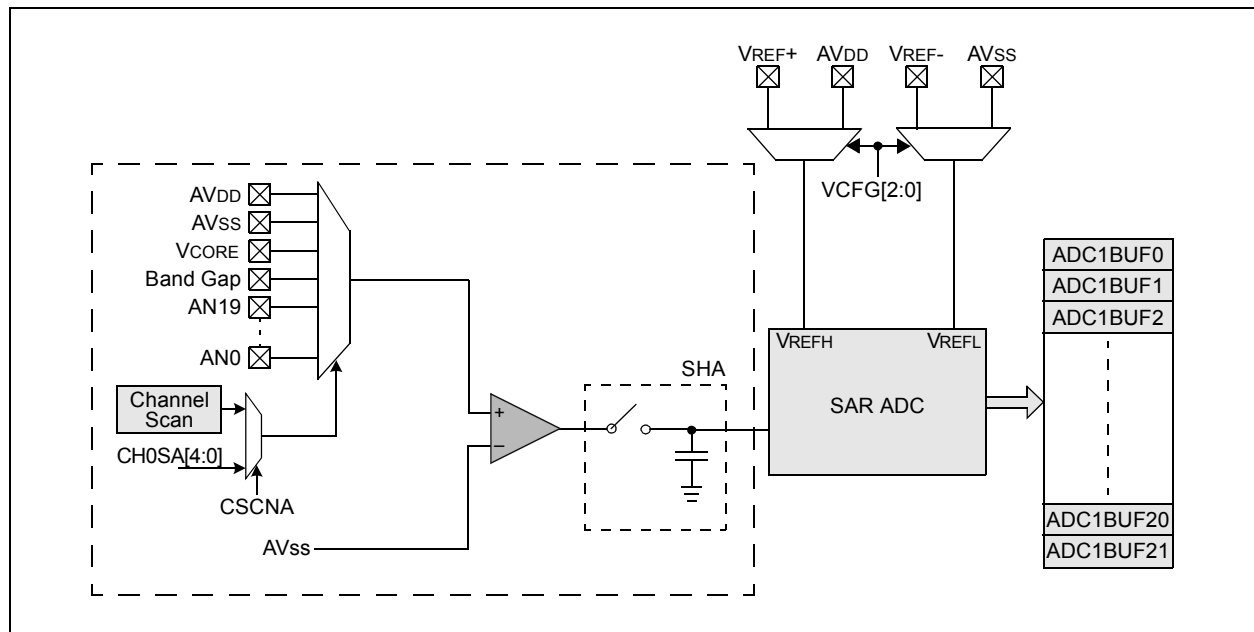 VREF+ AVDD VREF- AVSS
VCFG[2:0]
AVDD
AVSS
VCORE
Band Gap
AN19
AN0
Channel
Scan
CH0SA[4:0]
CSCNA
AVss
+
–
SHA
VREFH VREFL
SAR ADC
ADC1BUF0
ADC1BUF1
ADC1BUF2
ADC1BUF20
ADC1BUF21